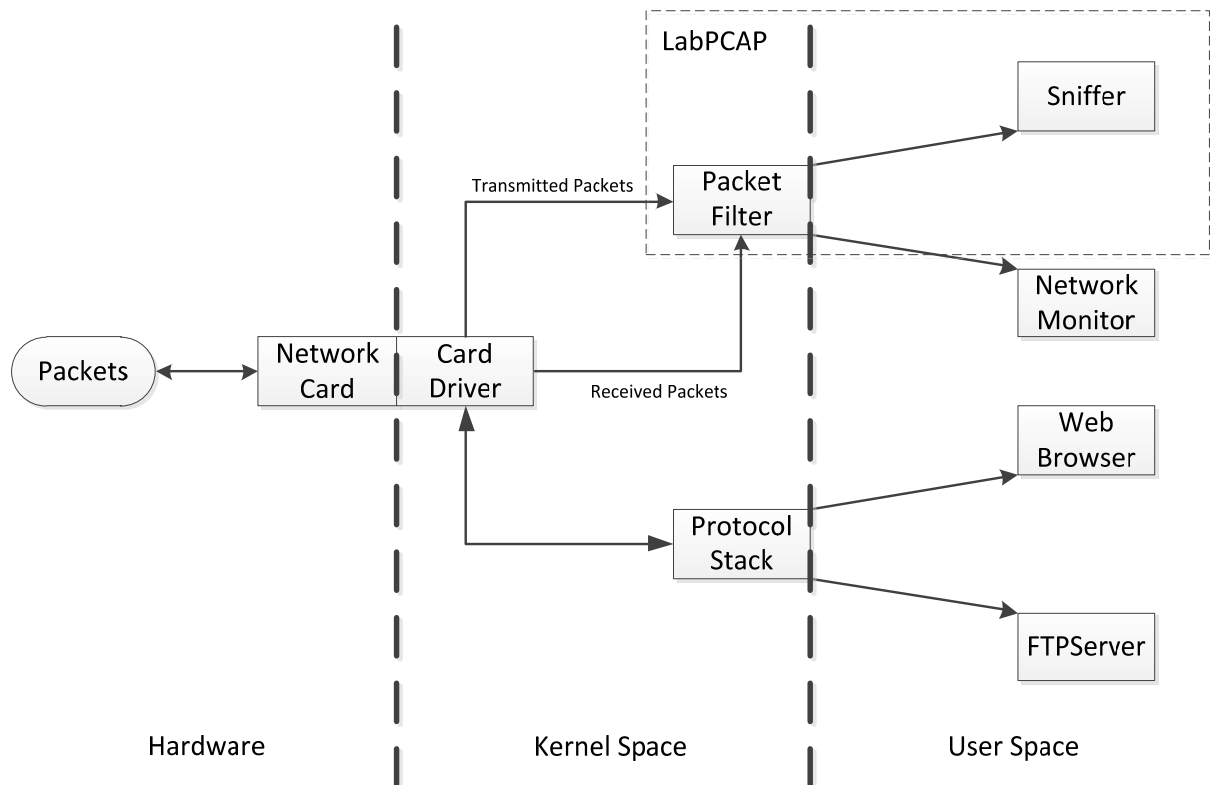 LabPCAP
Sniffer
Transmitted Packets
Packet
Filter
Network
Monitor
Packets
Network
Card
Card
Driver
Received Packets
Web
Browser
Protocol
Stack
FTPServer
Hardware
Kernel Space
User Space